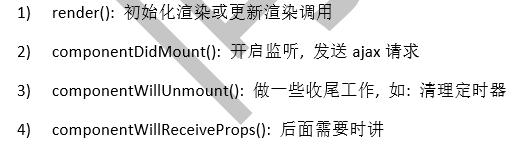 1) render(): 初始化渲染或更新渲染调用
2) componentDidMount(): 开启监听, 发送 ajax 请求
3) componentWillUnmount(): 做一些收尾工作, 如: 清理定时器
4) componentWillReceiveProps(): 后面需要时讲